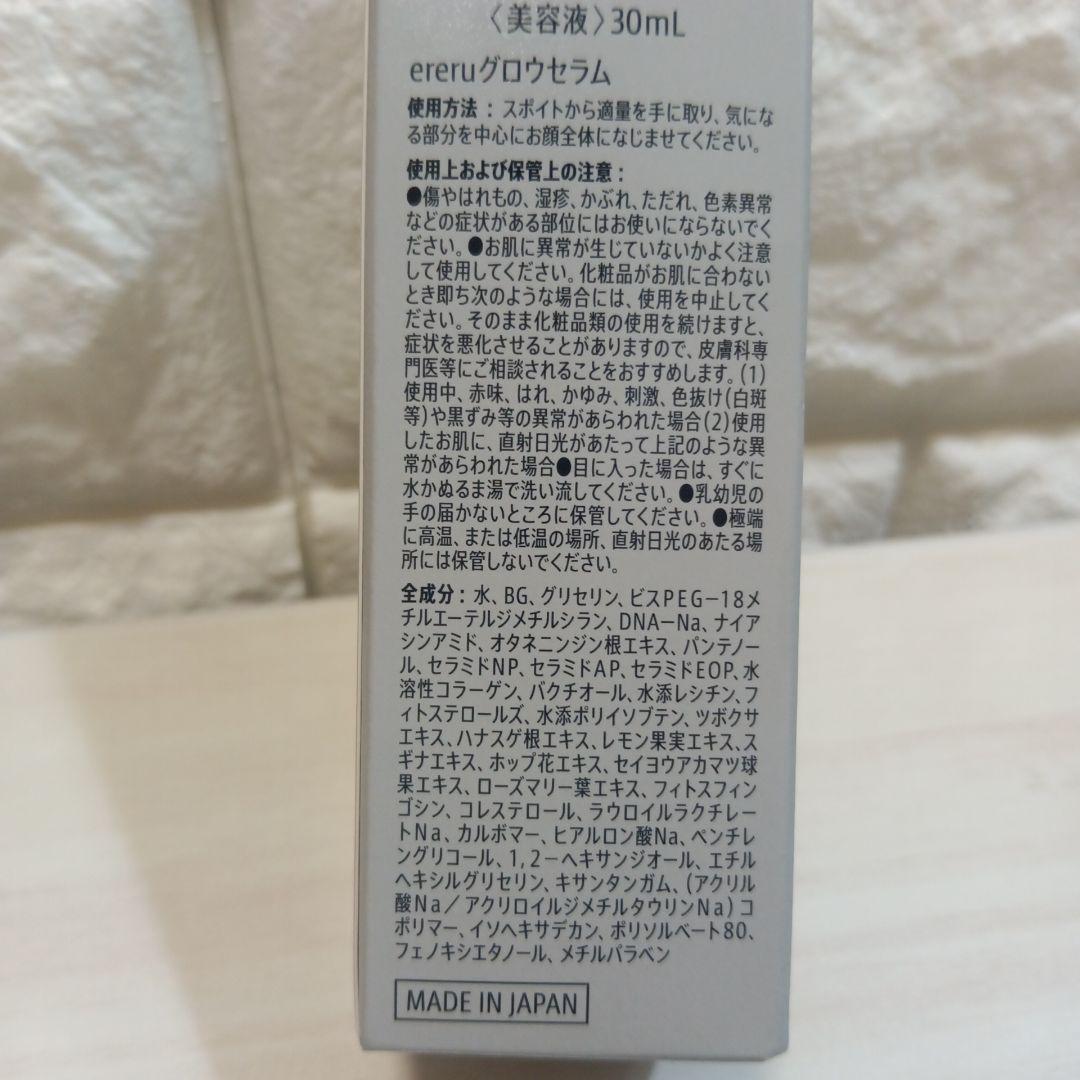 〈美容液〉30mL
ereruグロウセラム
使用方法：スポイトから適量を手に取り、気にな
る部分を中心にお顔全体になじませてください。
使用上および保管上の注意：
●傷やはれもの、湿疹、かぶれ、ただれ、色素異常
などの症状がある部位にはお使いにならないでく
ださい。●お肌に異常が生じていないかよく注意
して使用してください。化粧品がお肌に合わない
とき即ち次のような場合には、使用を中止してく
ださい。そのまま化粧品類の使用を続けますと、
症状を悪化させることがありますので、皮膚科専
門医等にご相談されることをおすすめします。(1)
使用中、赤味、はれ、かゆみ、刺激、色抜け(白斑
等)や黒ずみ等の異常があらわれた場合(2)使用
したお肌に、直射日光があたって上記のような異
常があらわれた場合●目に入った場合は、すぐに
水かぬるま湯で洗い流してください。●乳幼児の
手の届かないところに保管してください。●極端
に高温、または低温の場所、直射日光のあたる場
所には保管しないでください。
全成分：水、BG、グリセリン、ビスPEG－18メ
チルエーテルジメチルシラン、DNA－Na、ナイア
シンアミド、オタネニンジン根エキス、パンテノー
ル、セラミドNP、セラミドAP、セラミドEOP、水
溶性コラーゲン、バクチオール、水添レシチン、フ
ィトステロールズ、水添ポリイソブテン、ツボクサ
エキス、ハナスゲ根エキス、レモン果実エキス、ス
ギナエキス、ホップ花エキス、セイヨウアカマツ球
果エキス、ローズマリー葉エキス、フィトスフィン
ゴシン、コレステロール、ラウロイルラクチレー
トNa、カルボマー、ヒアルロン酸Na、ペンチレ
ングリコール、1,2－ヘキサンジオール、エチル
ヘキシルグリセリン、キサンタンガム、(アクリル
酸Na／アクリロイルジメチルタウリンNa)コ
ポリマー、イソヘキサデカン、ポリソルベート80、
フェノキシエタノール、メチルパラベン
MADE IN JAPAN